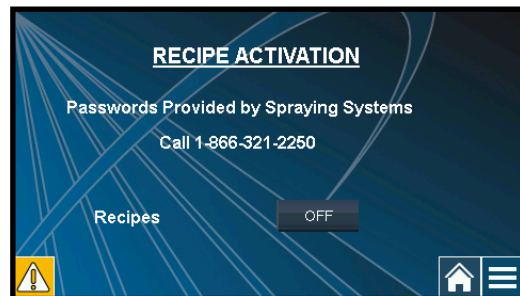 RECIPE ACTIVATION
Passwords Provided by Spraying Systems
Call 1-866-321-2250
Recipes OFF